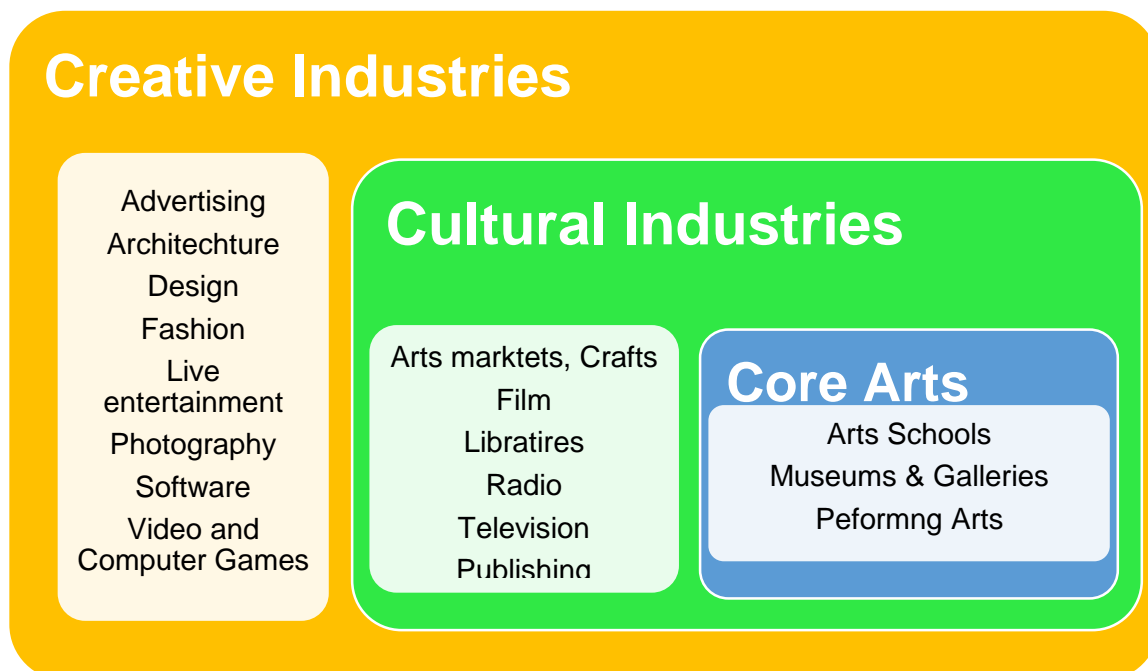 Creative Industries
Advertising
Architechture
Design
Fashion
Live
entertainment
Photography
Software
Video and
Computer Games
Cultural Industries
Arts marktets, Crafts
Film
Libratires
Radio
Television
Publishing
Core Arts
Arts Schools
Museums & Galleries
Peformng Arts